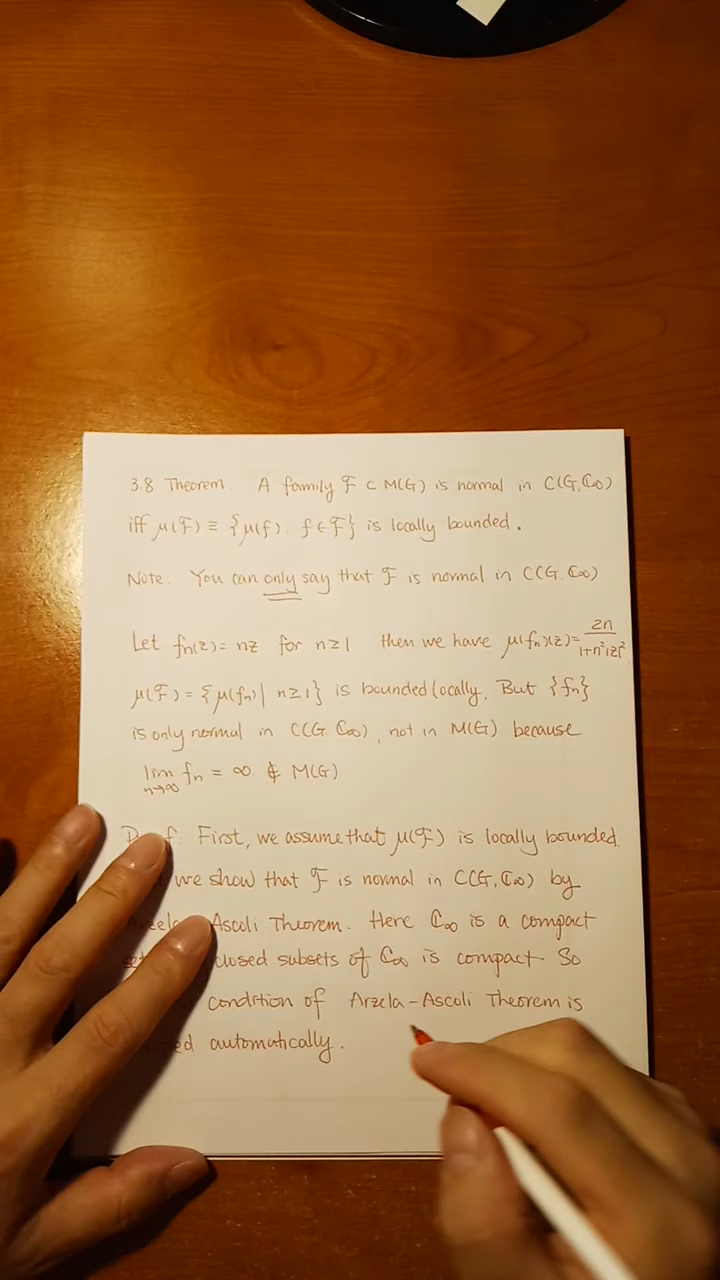 3.8 Theorem. A family ℱ ⊂ M(G) is normal in C(G, ℂ∞)
iff μ(ℱ) ≡ {μ(f). f ∈ ℱ} is locally bounded.
Note: You can only say that ℱ is normal in C(G. ℂ∞)
Let fn(z) = nz for n≥1 then we have μ(fn)(z) = 2n/1+n²|z|²
μ(ℱ) = {μ(fn) | n≥1} is bounded locally. But {fn}
is only normal in C(G. ℂ∞), not in M(G) because
lim n→∞ fn = ∞ ∉ M(G)
First, we assume that μ(ℱ) is locally bounded.
we show that ℱ is normal in C(G, ℂ∞) by
Ascoli Theorem. Here ℂ∞ is a compact
closed subsets of ℂ∞ is compact. So
condition of Arzela-Ascoli Theorem is
automatically.